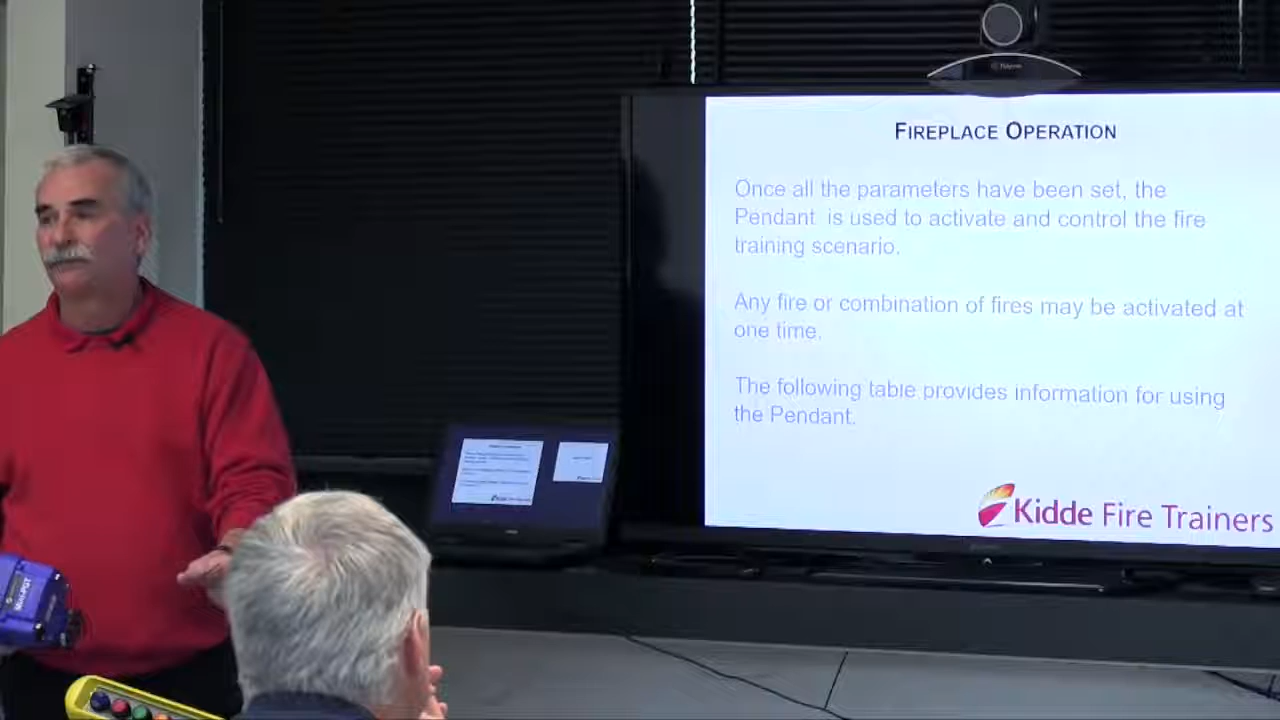 FIREPLACE OPERATION
Once all the parameters have been set, the
Pendant is used to activate and control the fire
training scenario.
Any fire or combination of fires may be activated at
one time.
The following table provides information for using
the Pendant.
Kidde Fire Trainers